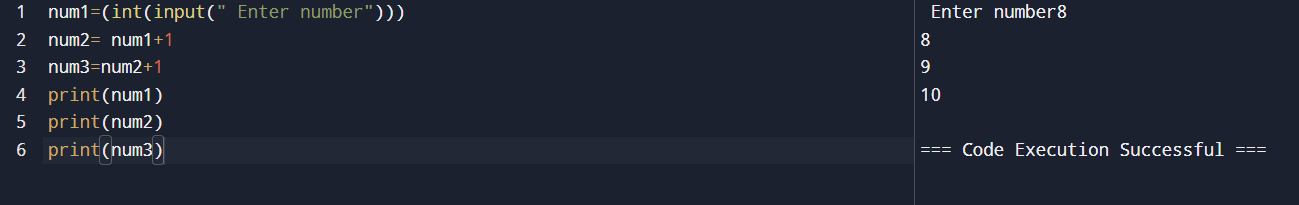 1 num1=(int(input(" Enter number")))
2 num2= num1+1
3 num3=num2+1
4 print(num1)
5 print(num2)
6 print(num3)
Enter number8
8
9
10
=== Code Execution Successful ===